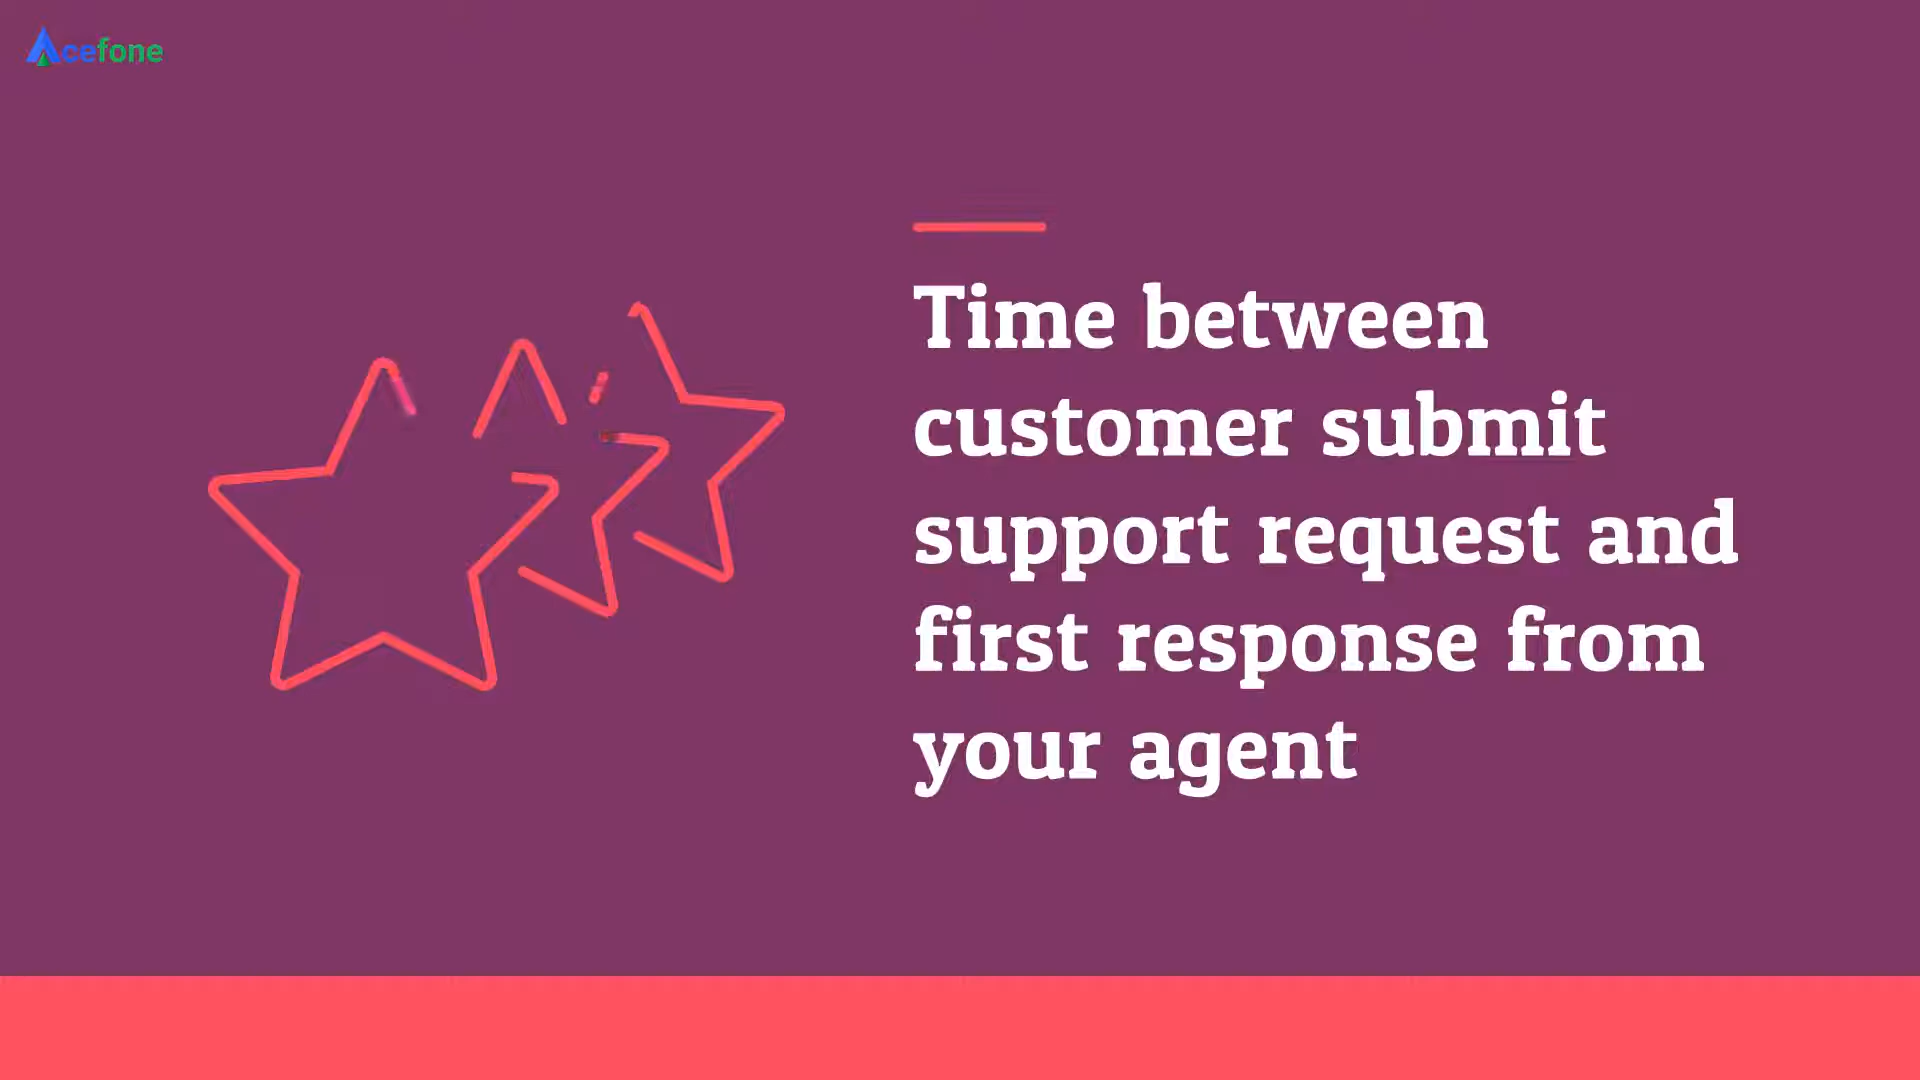 Acefone
Time between
customer submit
support request and
first response from
your agent